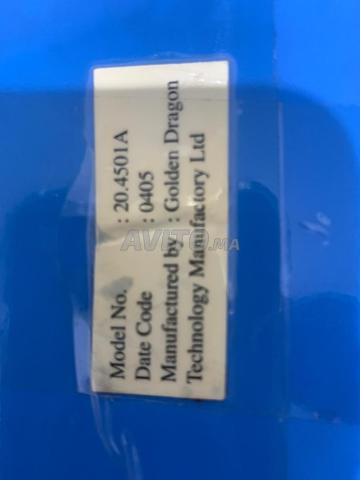 Model No. : 20.4501A
Date Code : 0405
Manufactured by : Golden Dragon
Technology Manufactory Ltd
AVITO.MA